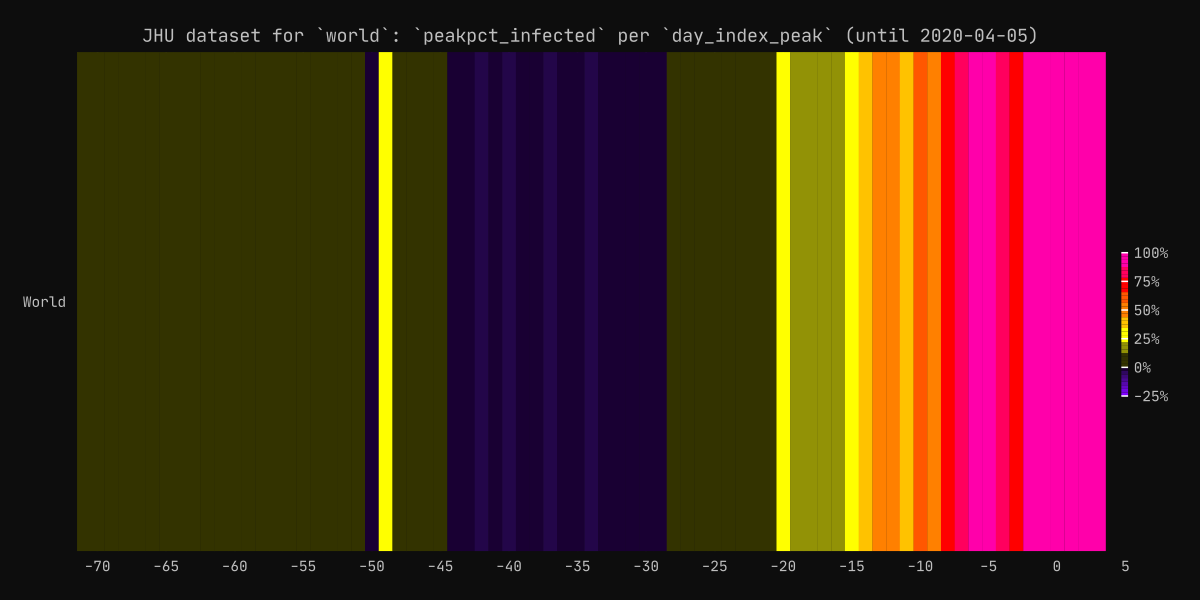 JHU dataset for `world`: `peakpct_infected` per `day_index_peak` (until 2020-04-05)
World
100%
75%
50%
25%
0%
-25%
-70 -65 -60 -55 -50 -45 -40 -35 -30 -25 -20 -15 -10 -5 0 5